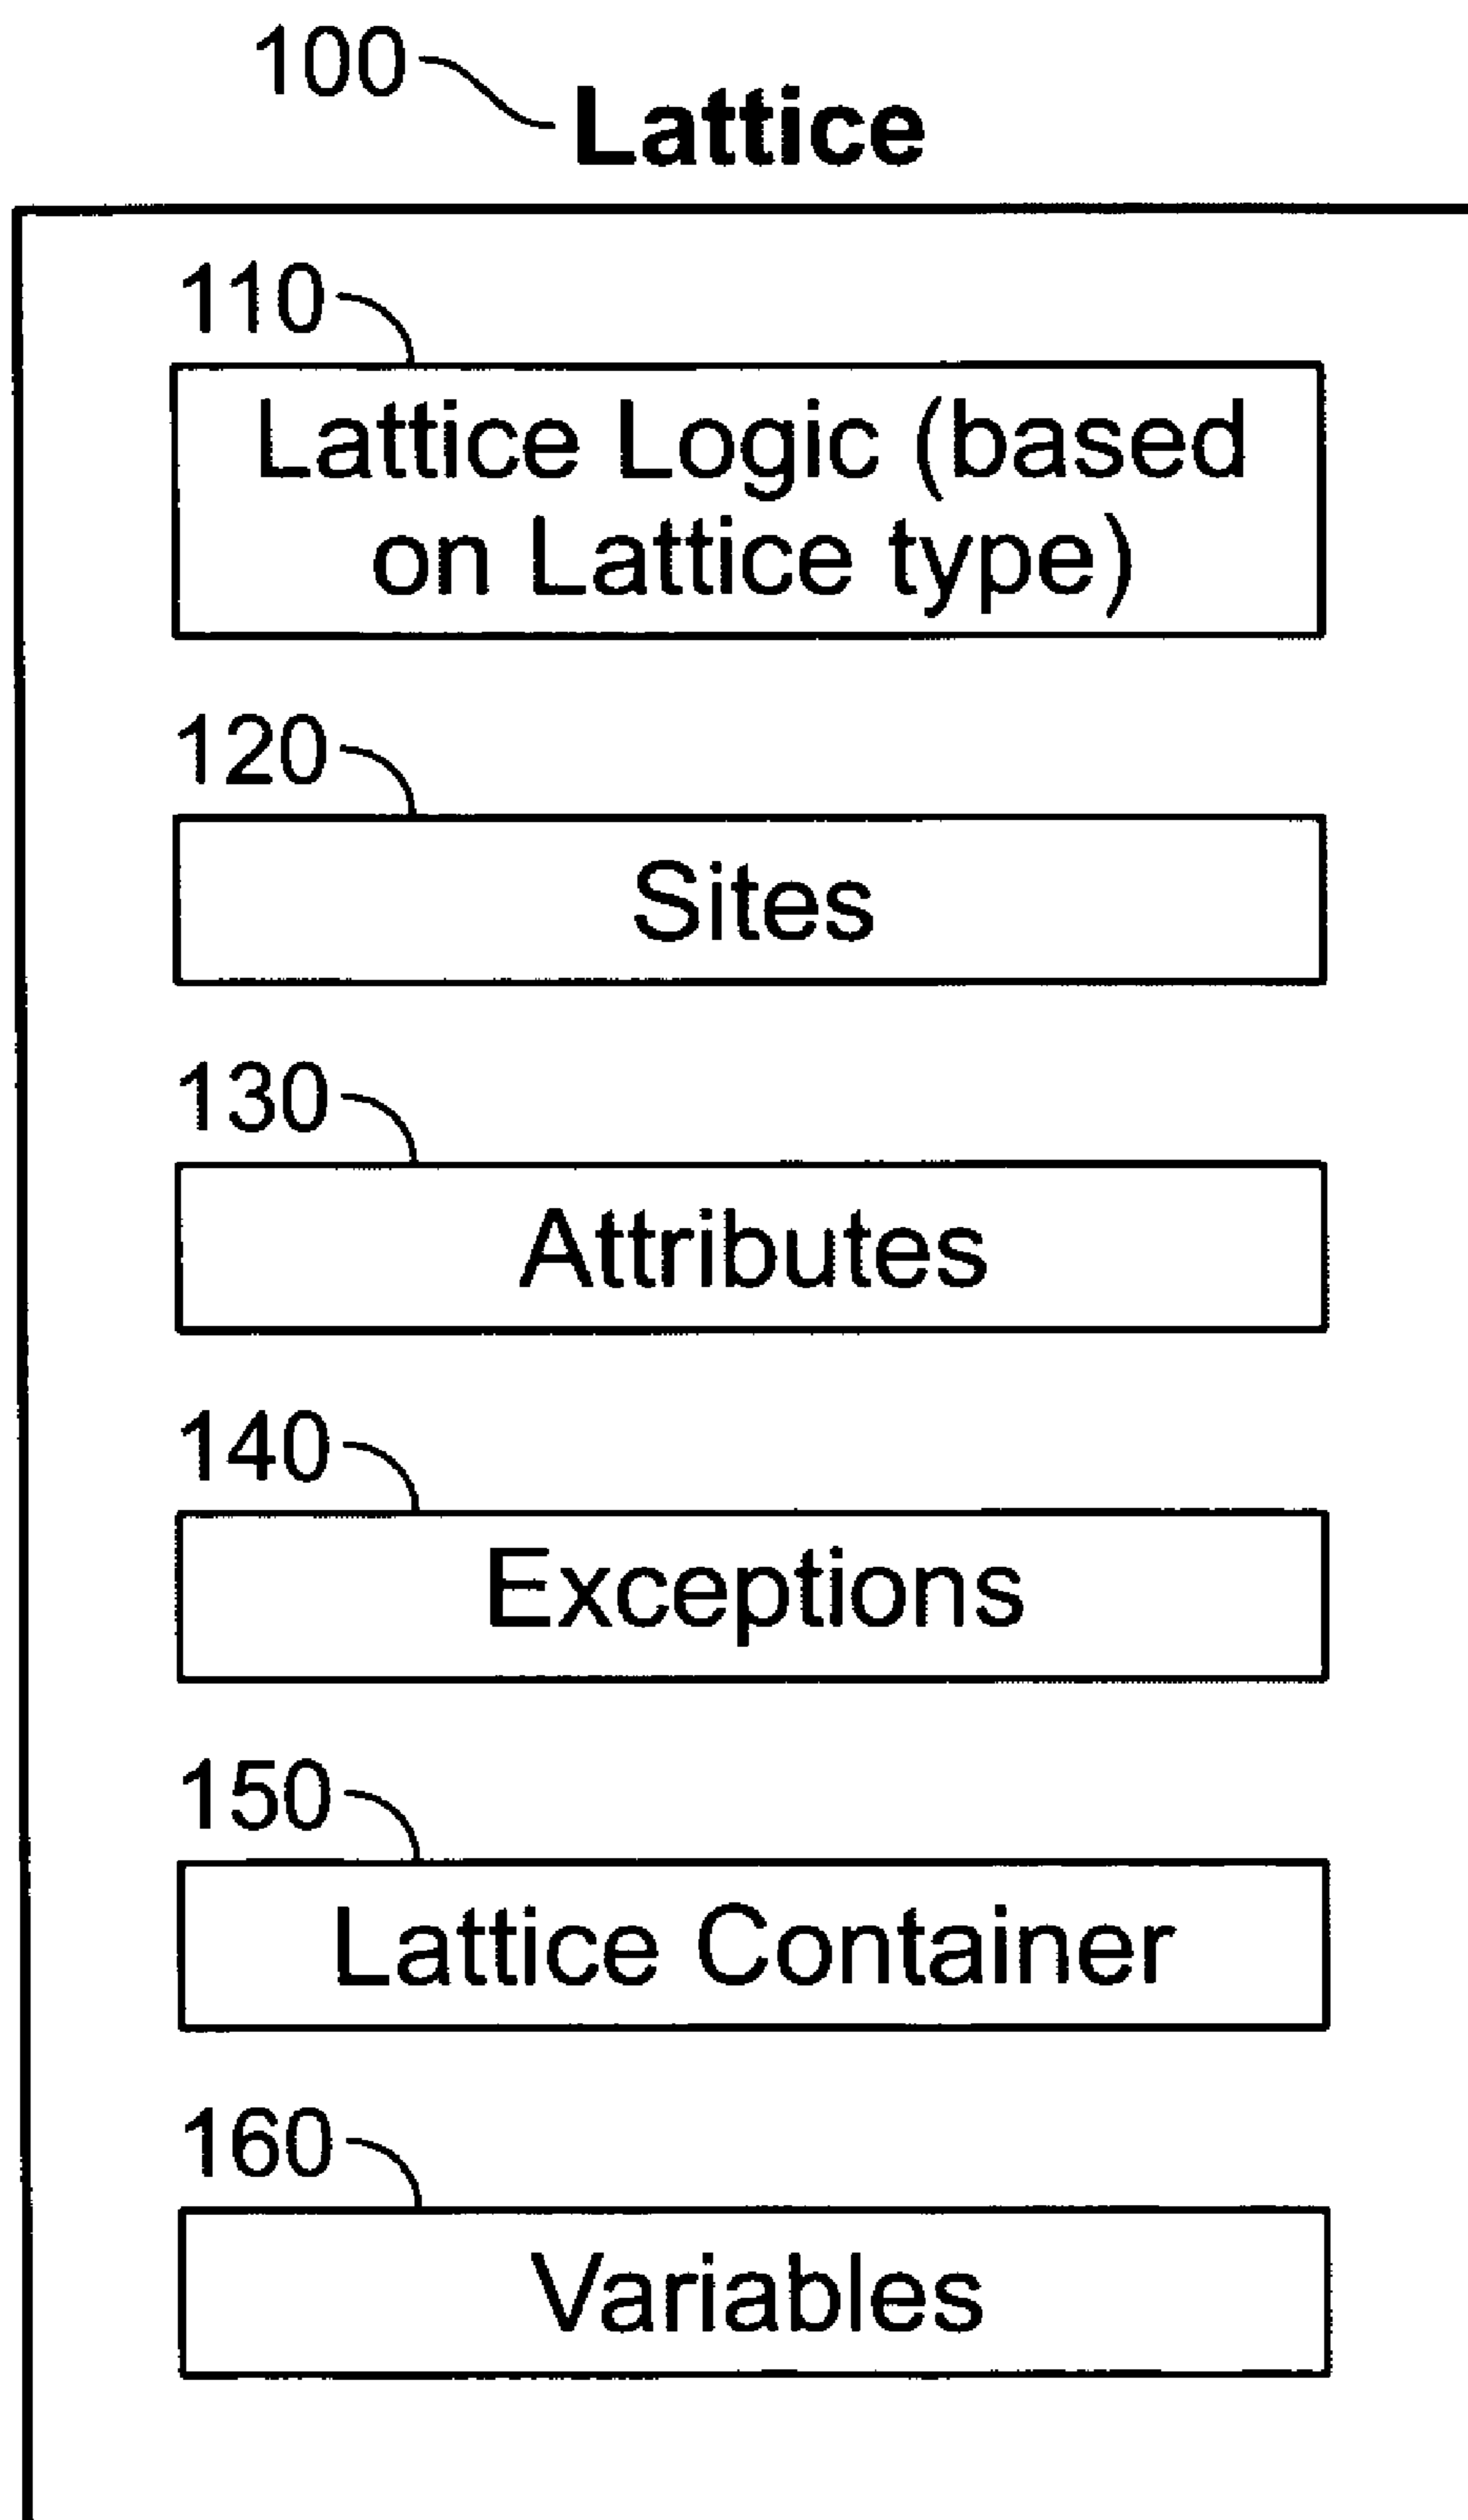 100
Lattice
110
Lattice Logic (based
on Lattice type)
120
Sites
130
Attributes
140
Exceptions
150
Lattice Container
160
Variables